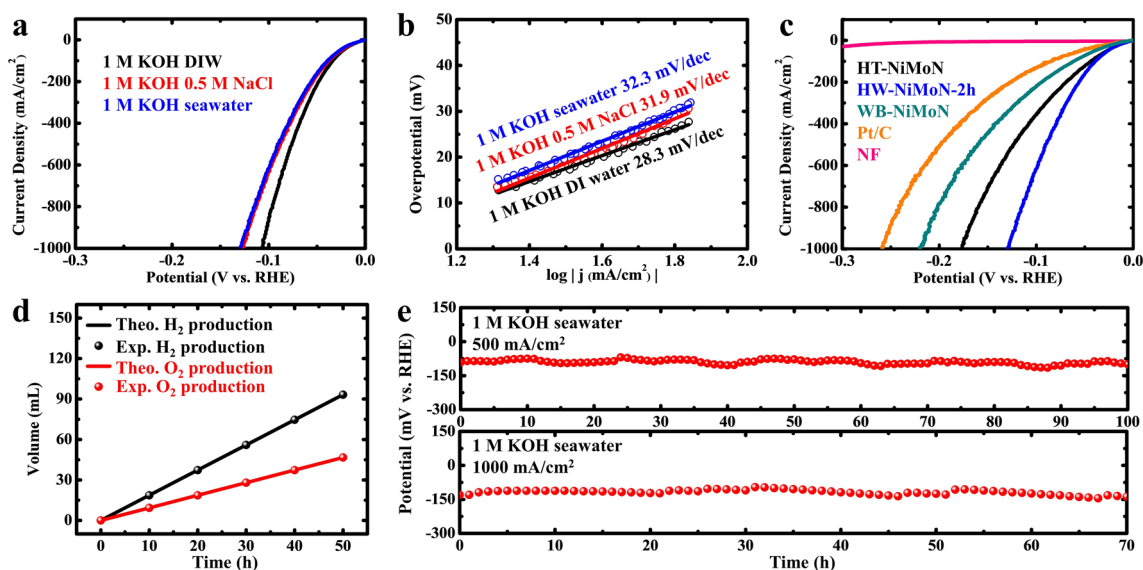 a
1 M KOH DIW
1 M KOH 0.5 M NaCl
1 M KOH seawater
Current Density (mA/cm²)
0
-200
-400
-600
-800
-1000
-0.3 -0.2 -0.1 0.0
Potential (V vs. RHE)
b
1 M KOH seawater 32.3 mV/dec
1 M KOH 0.5 M NaCl 31.9 mV/dec
1 M KOH DI water 28.3 mV/dec
Overpotential (mV)
50
40
30
20
10
0
1.2 1.4 1.6 1.8 2.0
log | j (mA/cm²) |
c
HT-NiMoN
HW-NiMoN-2h
WB-NiMoN
Pt/C
NF
Current Density (mA/cm²)
0
-200
-400
-600
-800
-1000
-0.3 -0.2 -0.1 0.0
Potential (V vs. RHE)
d
Theo. H₂ production
Exp. H₂ production
Theo. O₂ production
Exp. O₂ production
Volume (mL)
150
120
90
60
30
0
0 10 20 30 40 50
Time (h)
e
Potential (mV vs. RHE)
1 M KOH seawater
500 mA/cm²
150
0
-150
-300
0 10 20 30 40 50 60 70 80 90 100
1 M KOH seawater
1000 mA/cm²
150
0
-150
-300
0 10 20 30 40 50 60 70
Time (h)